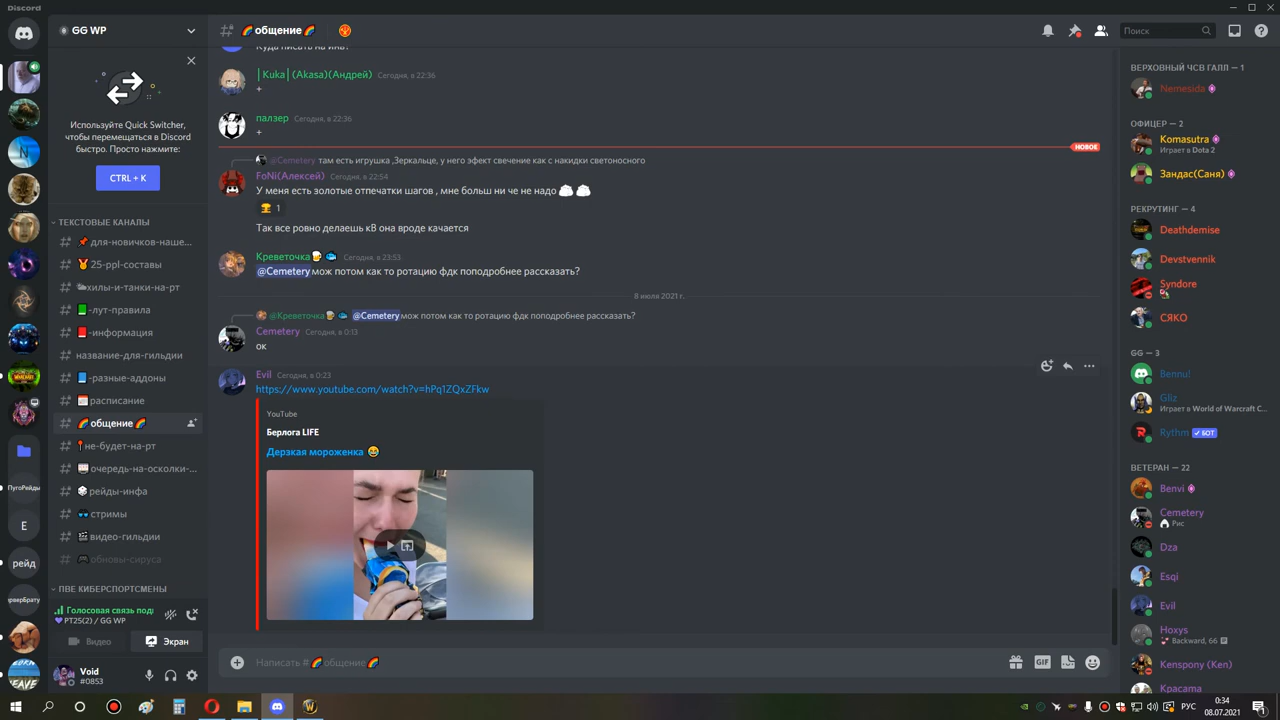 Discord
GG WP
Используйте Quick Switcher,
чтобы перемещаться в Discord
быстро. Просто нажмите:
CTRL + K
ТЕКСТОВЫЕ КАНАЛЫ
для-новичков-наше...
25-ppl-составы
хилы-и-танки-на-рт
-лут-правила
-информация
название-для-гильдии
-разные-аддоны
расписание
общение
не-будет-на-рт
очередь-на-осколки-...
рейды-инфа
стримы
видео-гильдии
обновы-сируса
ПВЕ КИБЕРСПОРТСМЕНЫ
Голосовая связь под
PT25(2) / GG WP
Видео
Экран
Void
#0853
ПугоРейды
E
рейд
общение
Поиск
Куда писать на инв?
|Kuka|(Akasa)(Андрей) Сегодня, в 22:36
+
палзер Сегодня, в 22:36
+
НОВОЕ
@Cemetery там есть игрушка ,Зеркальце, у него эфект свечение как с накидки светоносного
FoNi(Алексей) Сегодня, в 22:54
У меня есть золотые отпечатки шагов , мне больш ни че не надо
1
Так все ровно делаешь кВ она вроде качается
Креветочка Сегодня, в 23:53
@Cemetery мож потом как то ротацию фдк поподробнее рассказать?
8 июля 2021 г.
@Креветочка @Cemetery мож потом как то ротацию фдк поподробнее рассказать?
Cemetery Сегодня, в 0:13
ок
Evil Сегодня, в 0:23
https://www.youtube.com/watch?v=hPq1ZQxZFkw
YouTube
Берлога LIFE
Дерзкая мороженка
Написать # общение
GIF
ВЕРХОВНЫЙ ЧСВ ГАЛЛ — 1
Nemesida
ОФИЦЕР — 2
Komasutra
Играет в Dota 2
Зандас(Саня)
РЕКРУТИНГ — 4
Deathdemise
Devstvennik
Syndore
СЯКО
GG — 3
Bennu!
Gliz
Играет в World of Warcraft C...
Rythm БОТ
ВЕТЕРАН — 22
Benvi
Cemetery
Рис
Dza
Esqi
Evil
Hoxys
Backward, 66
Kenspony (Ken)
Красата
РУС
0:34
08.07.2021